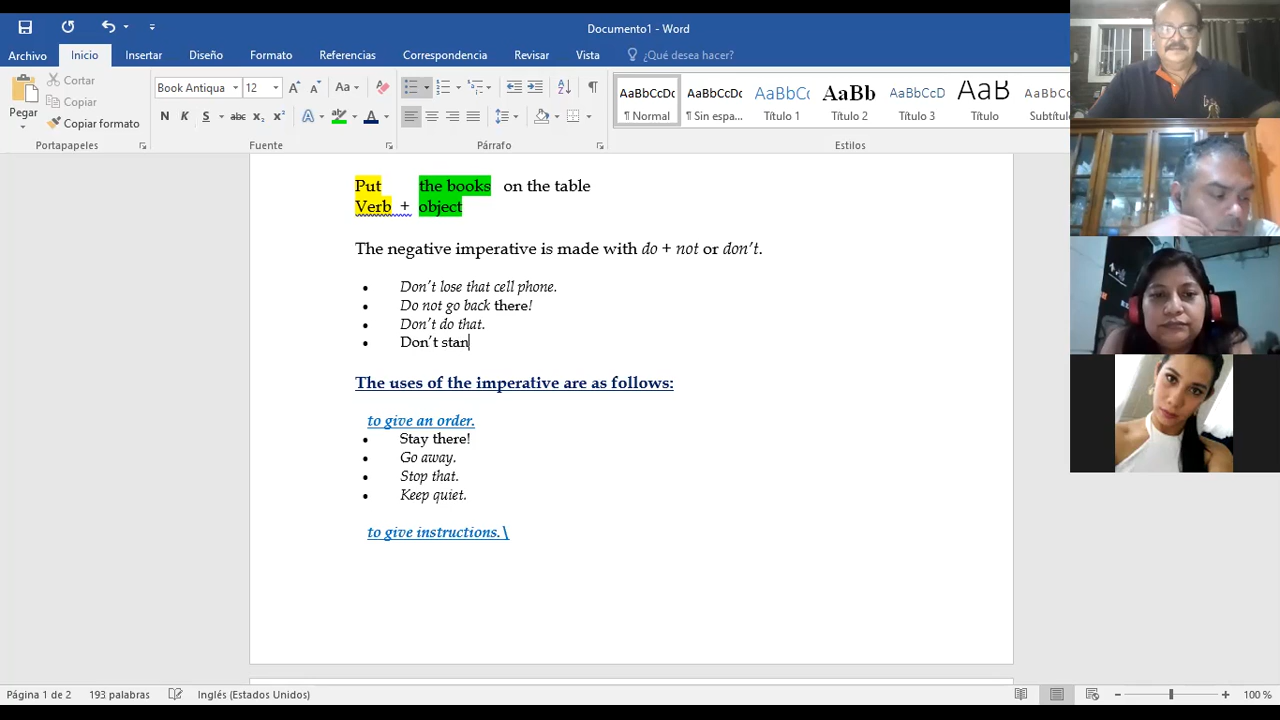 Documento1 - Word
Archivo Inicio Insertar Diseño Formato Referencias Correspondencia Revisar Vista ¿Qué desea hacer?
Pegar
Cortar
Copiar
Copiar formato
Portapapeles
Book Antiqua 12
N K S abc x₂ x²
Fuente
Párrafo
AaBbCcDc AaBbCcDc AaBbCc AaBb AaBbCcD AaB AaBbCcD
¶ Normal ¶ Sin espa... Título 1 Título 2 Título 3 Título Subtítulo
Estilos
Put the books on the table
Verb + object
The negative imperative is made with do + not or don’t.
• Don’t lose that cell phone.
• Do not go back there!
• Don’t do that.
• Don’t stan
The uses of the imperative are as follows:
to give an order.
• Stay there!
• Go away.
• Stop that.
• Keep quiet.
to give instructions.\
Página 1 de 2 193 palabras Inglés (Estados Unidos) 100 %